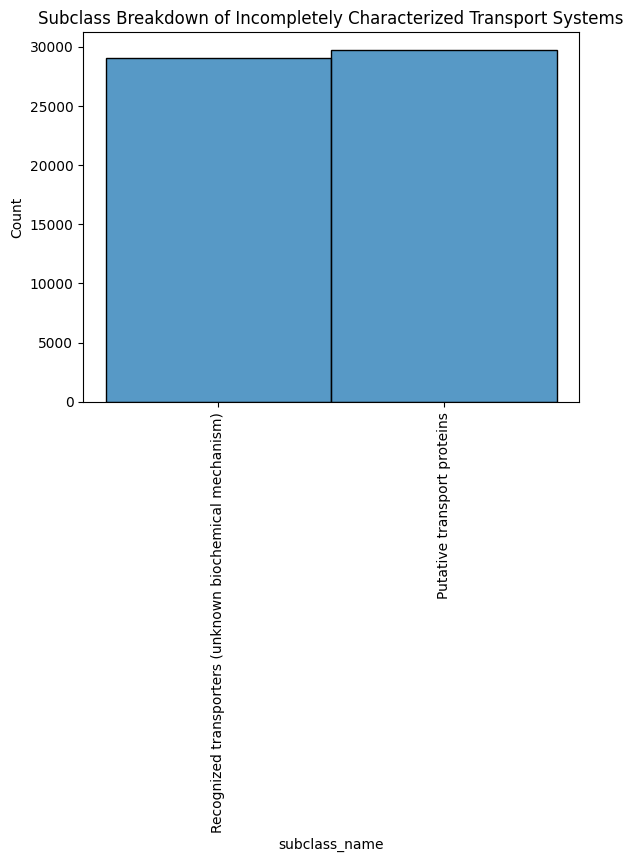 Subclass Breakdown of Incompletely Characterized Transport Systems
30000
25000
20000
15000
10000
5000
0
Count
Recognized transporters (unknown biochemical mechanism)
Putative transport proteins
subclass_name